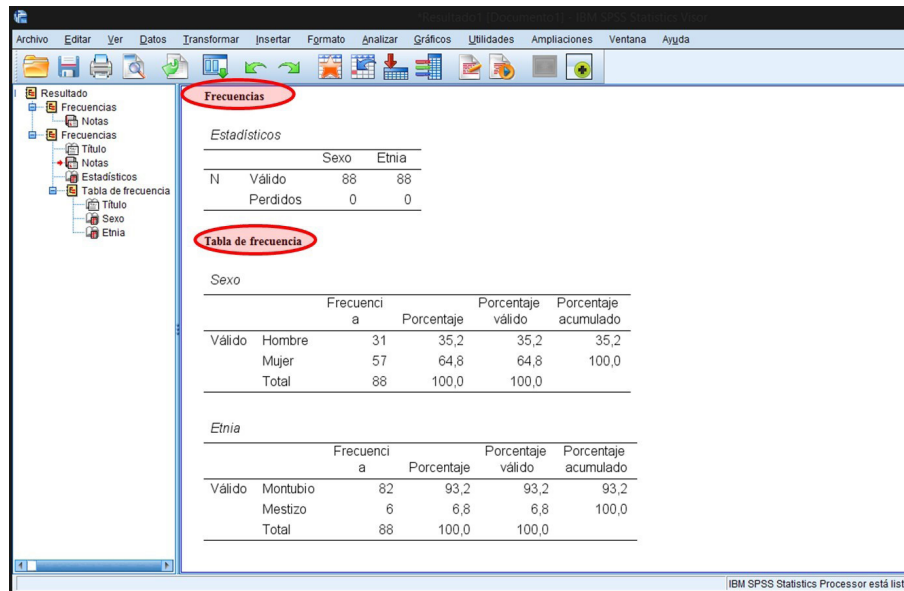 *Resultado1 [Documento1] - IBM SPSS Statistics Visor
Archivo Editar Ver Datos Transformar Insertar Formato Analizar Gráficos Utilidades Ampliaciones Ventana Ayuda
Resultado
Frecuencias
Notas
Frecuencias
Título
Notas
Estadísticos
Tabla de frecuencia
Título
Sexo
Etnia
Frecuencias
Estadísticos
Sexo Etnia
N Válido 88 88
Perdidos 0 0
Tabla de frecuencia
Sexo
Frecuenci Porcentaje Porcentaje
a Porcentaje válido acumulado
Válido Hombre 31 35,2 35,2 35,2
Mujer 57 64,8 64,8 100,0
Total 88 100,0 100,0
Etnia
Frecuenci Porcentaje Porcentaje
a Porcentaje válido acumulado
Válido Montubio 82 93,2 93,2 93,2
Mestizo 6 6,8 6,8 100,0
Total 88 100,0 100,0
IBM SPSS Statistics Processor está list